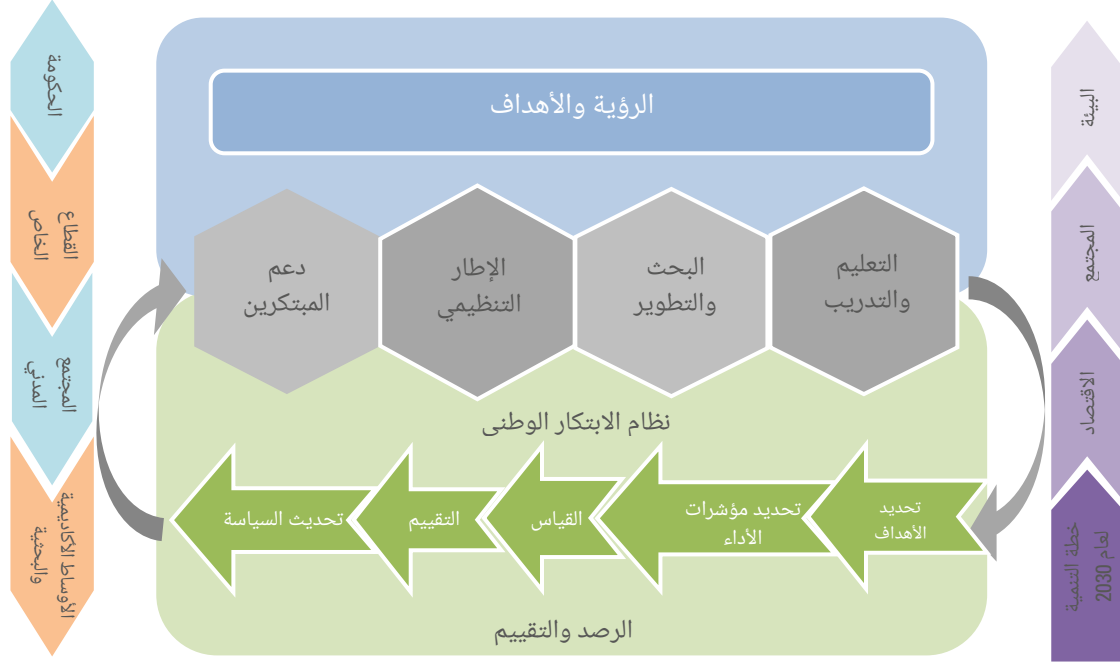 الرؤية والأهداف
التعليم
والتدريب
البحث
والتطوير
الإطار
التنظيمي
دعم
المبتكرين
نظام الابتكار الوطنى
تحديد
الأهداف
تحديد مؤشرات
الأداء
القياس
التقييم
تحديث السياسة
الرصد والتقييم
البيئة
المجتمع
الاقتصاد
خطة التنمية
لعام 2030
الحكومة
القطاع
الخاص
المجتمع
المدني
الأوساط الأكاديمية
والبحثية